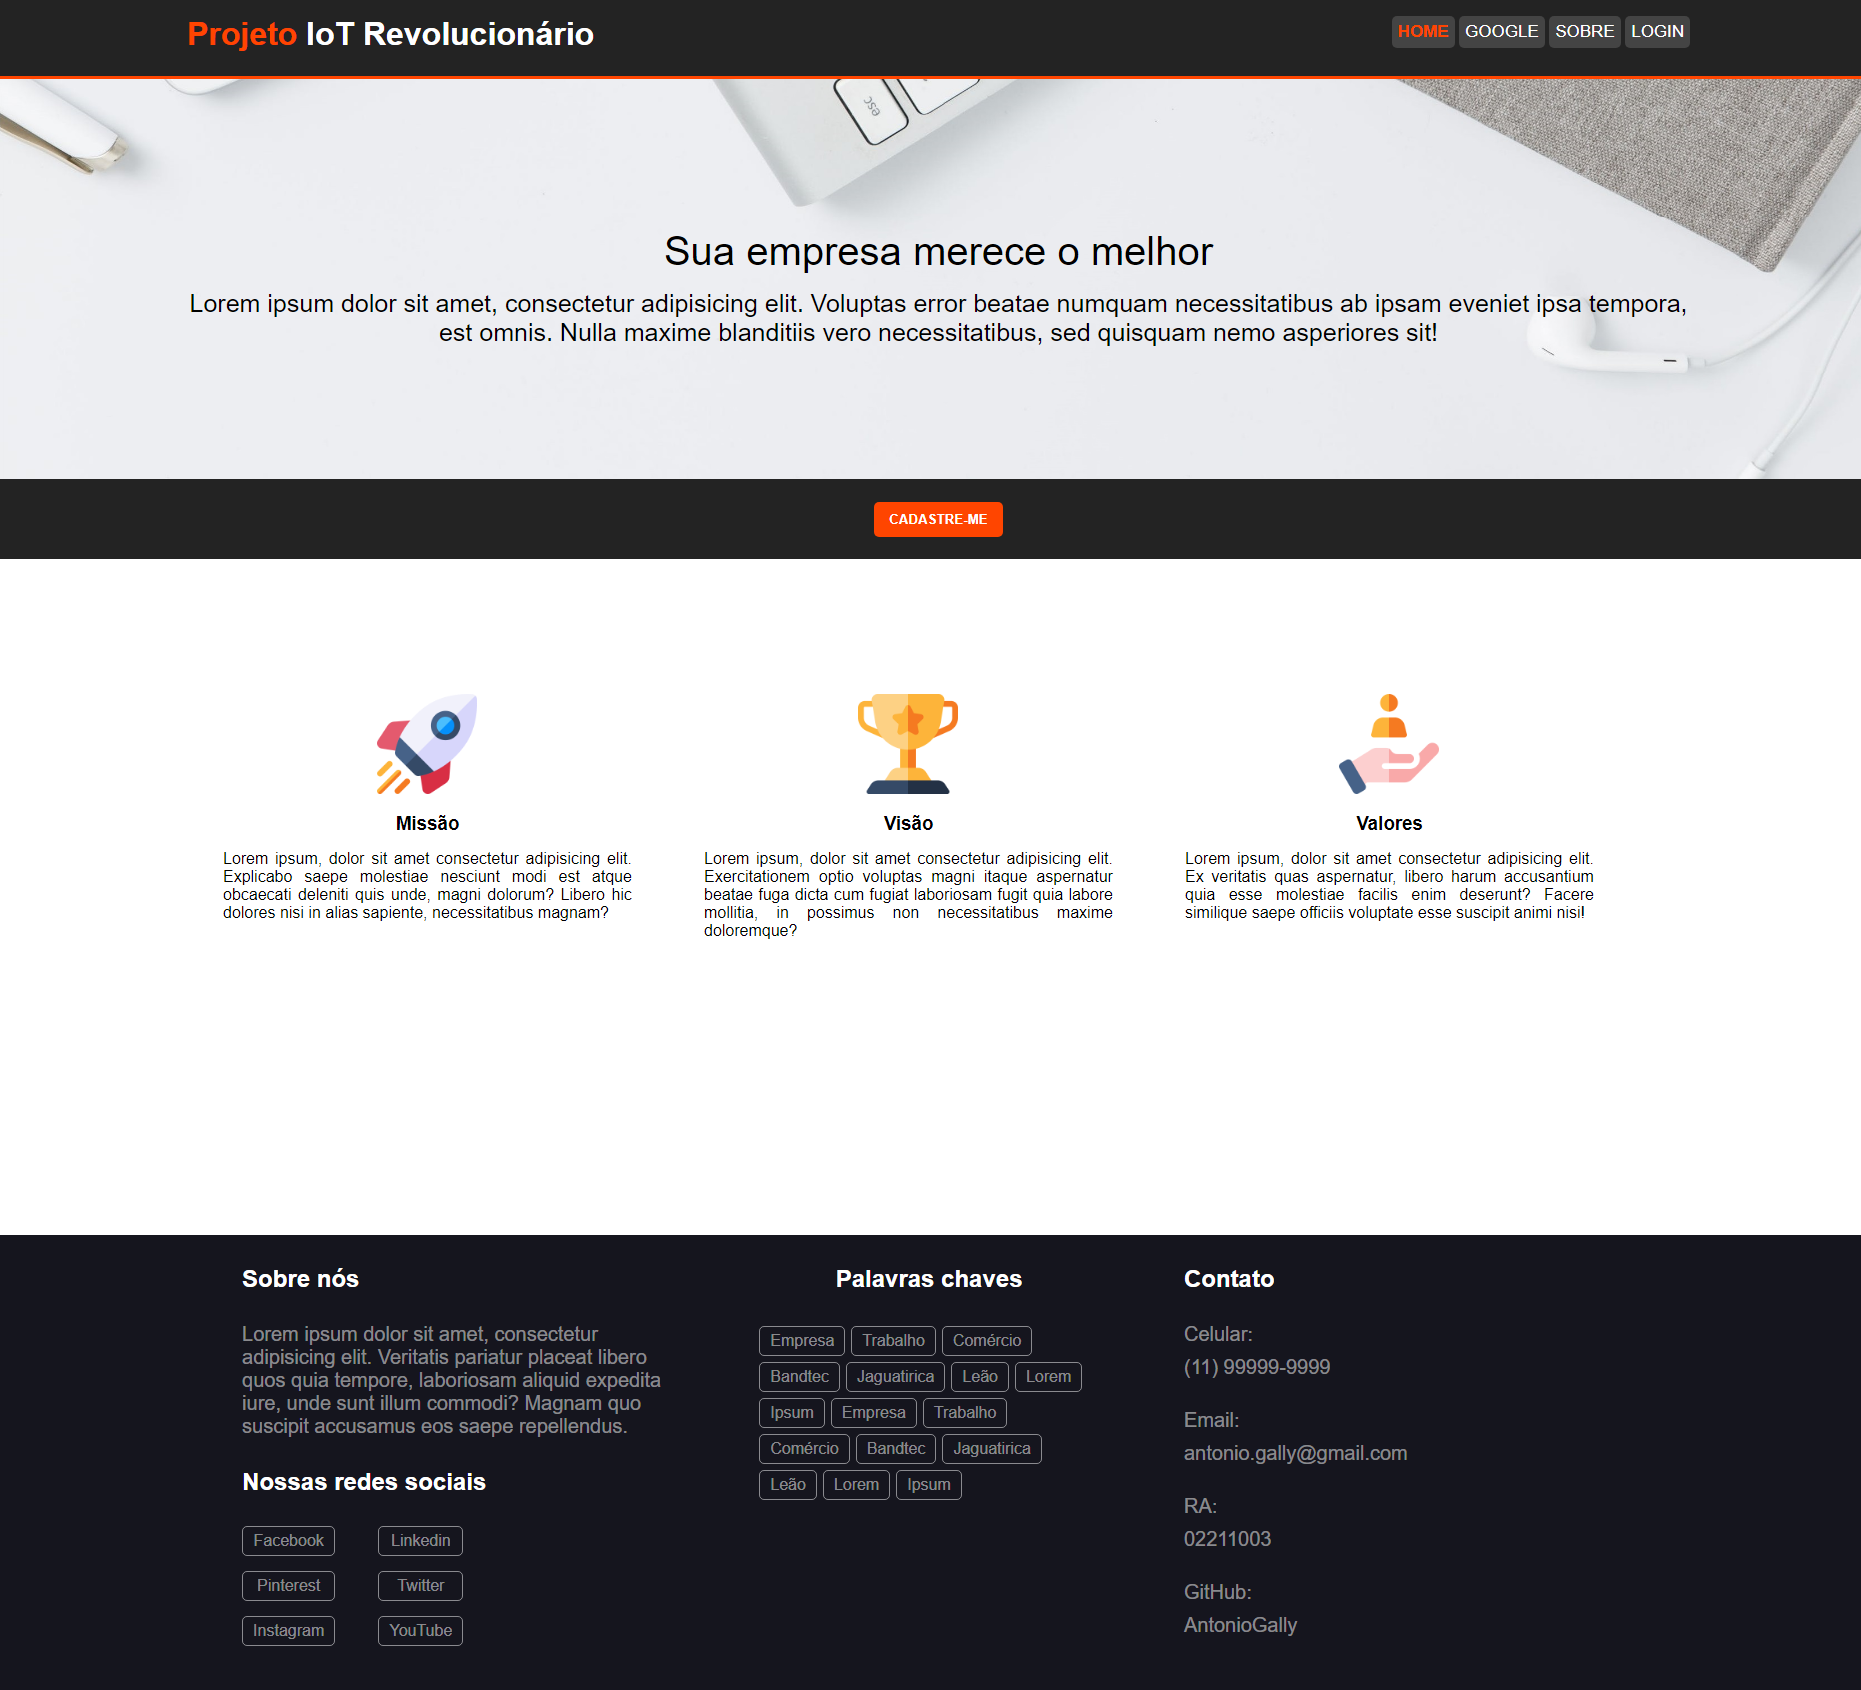 Projeto IoT Revolucionário
HOME GOOGLE SOBRE LOGIN
esc
Sua empresa merece o melhor
Lorem ipsum dolor sit amet, consectetur adipisicing elit. Voluptas error beatae numquam necessitatibus ab ipsam eveniet ipsa tempora,
est omnis. Nulla maxime blanditiis vero necessitatibus, sed quisquam nemo asperiores sit!
CADASTRE-ME
Missão
Lorem ipsum, dolor sit amet consectetur adipisicing elit.
Explicabo saepe molestiae nesciunt modi est atque
obcaecati deleniti quis unde, magni dolorum? Libero hic
dolores nisi in alias sapiente, necessitatibus magnam?
Visão
Lorem ipsum, dolor sit amet consectetur adipisicing elit.
Exercitationem optio voluptas magni itaque aspernatur
beatae fuga dicta cum fugiat laboriosam fugit quia labore
mollitia, in possimus non necessitatibus maxime
doloremque?
Valores
Lorem ipsum, dolor sit amet consectetur adipisicing elit.
Ex veritatis quas aspernatur, libero harum accusantium
quia esse molestiae facilis enim deserunt? Facere
similique saepe officiis voluptate esse suscipit animi nisi!
Sobre nós
Lorem ipsum dolor sit amet, consectetur
adipisicing elit. Veritatis pariatur placeat libero
quos quia tempore, laboriosam aliquid expedita
iure, unde sunt illum commodi? Magnam quo
suscipit accusamus eos saepe repellendus.
Nossas redes sociais
Facebook Linkedin
Pinterest Twitter
Instagram YouTube
Palavras chaves
Empresa Trabalho Comércio
Bandtec Jaguatirica Leão Lorem
Ipsum Empresa Trabalho
Comércio Bandtec Jaguatirica
Leão Lorem Ipsum
Contato
Celular:
(11) 99999-9999
Email:
antonio.gally@gmail.com
RA:
02211003
GitHub:
AntonioGally